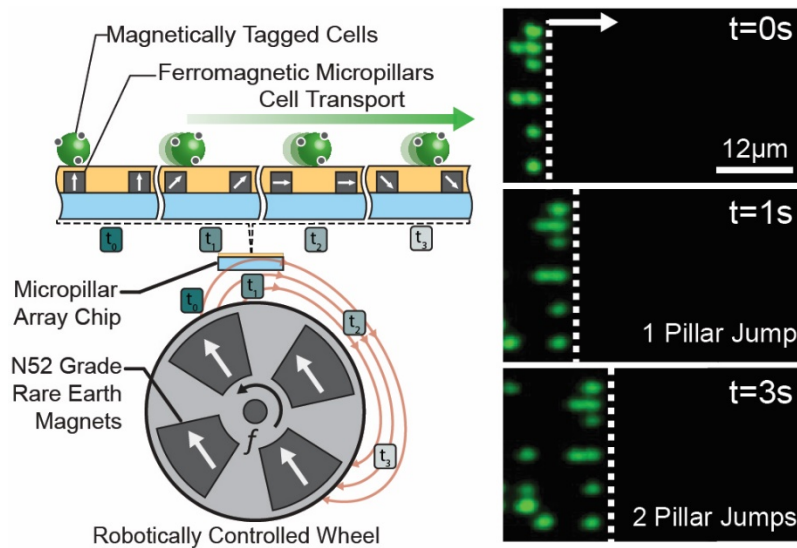 Magnetically Tagged Cells
Ferromagnetic Micropillars
Cell Transport
t₀
t₁
t₂
t₃
Micropillar
Array Chip
t₀
t₁
t₂
t₃
N52 Grade
Rare Earth
Magnets
f
Robotically Controlled Wheel
t=0s
12μm
t=1s
1 Pillar Jump
t=3s
2 Pillar Jumps